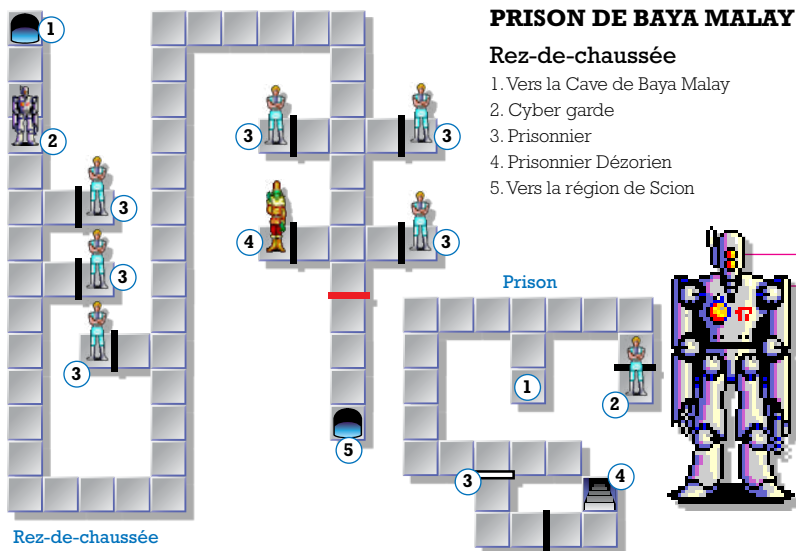 PRISON DE BAYA MALAY
Rez-de-chaussée
1. Vers la Cave de Baya Malay
2. Cyber garde
3. Prisonnier
4. Prisonnier Dézorien
5. Vers la région de Scion
1
2
3
3
3
3
3
4
3
5
Rez-de-chaussée
Prison
1
2
3
4